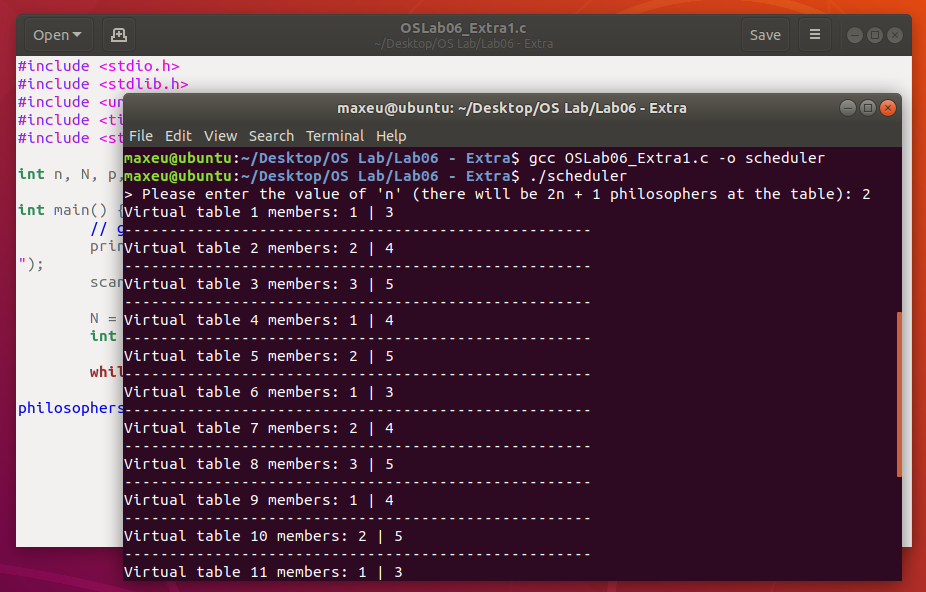 Open
OSLab06_Extra1.c
~/Desktop/OS Lab/Lab06 - Extra
Save
#include <stdio.h>
#include <stdlib.h>
#include <un
#include <ti
#include <st
int n, N, p,
int main() {
// g
prin
");
scan
N =
int
whil
philosophers
maxeu@ubuntu: ~/Desktop/OS Lab/Lab06 - Extra
File Edit View Search Terminal Help
maxeu@ubuntu:~/Desktop/OS Lab/Lab06 - Extra$ gcc OSLab06_Extra1.c -o scheduler
maxeu@ubuntu:~/Desktop/OS Lab/Lab06 - Extra$ ./scheduler
> Please enter the value of 'n' (there will be 2n + 1 philosophers at the table): 2
Virtual table 1 members: 1 | 3
----------------------------------------------------
Virtual table 2 members: 2 | 4
----------------------------------------------------
Virtual table 3 members: 3 | 5
----------------------------------------------------
Virtual table 4 members: 1 | 4
----------------------------------------------------
Virtual table 5 members: 2 | 5
----------------------------------------------------
Virtual table 6 members: 1 | 3
----------------------------------------------------
Virtual table 7 members: 2 | 4
----------------------------------------------------
Virtual table 8 members: 3 | 5
----------------------------------------------------
Virtual table 9 members: 1 | 4
----------------------------------------------------
Virtual table 10 members: 2 | 5
----------------------------------------------------
Virtual table 11 members: 1 | 3